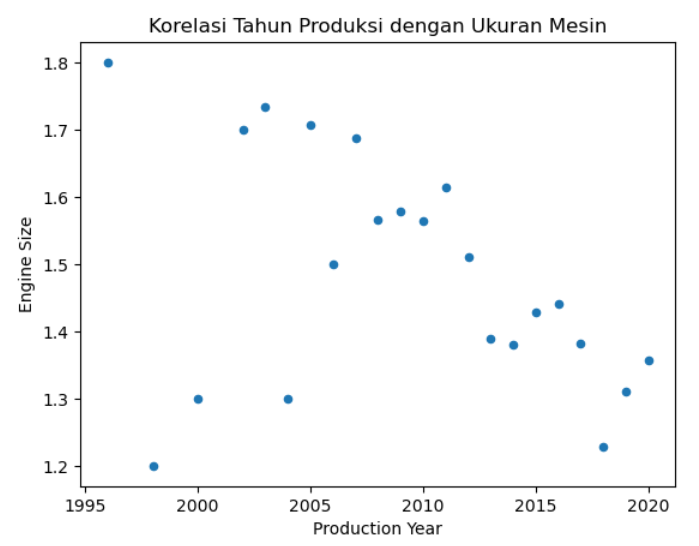 Korelasi Tahun Produksi dengan Ukuran Mesin
1.8
1.7
1.6
1.5
1.4
1.3
1.2
Engine Size
1995 2000 2005 2010 2015 2020
Production Year